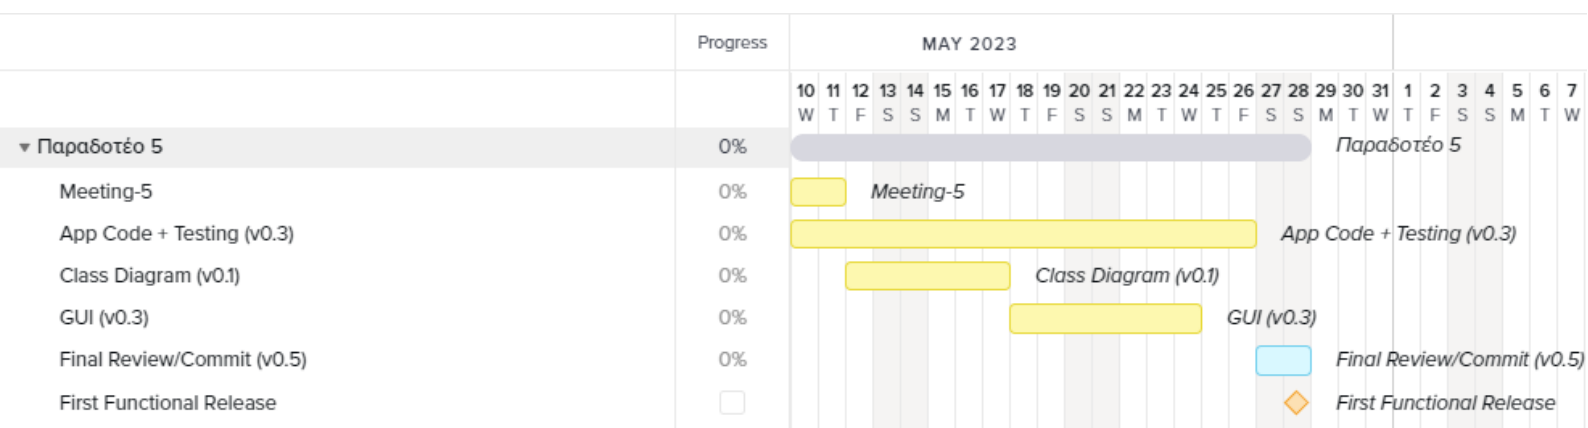 Progress MAY 2023
10 11 12 13 14 15 16 17 18 19 20 21 22 23 24 25 26 27 28 29 30 31 1 2 3 4 5 6 7
W T F S S M T W T F S S M T W T F S S M T W T F S S M T W
Παραδοτέο 5 0% Παραδοτέο 5
Meeting-5 0% Meeting-5
App Code + Testing (v0.3) 0% App Code + Testing (v0.3)
Class Diagram (v0.1) 0% Class Diagram (v0.1)
GUI (v0.3) 0% GUI (v0.3)
Final Review/Commit (v0.5) 0% Final Review/Commit (v0.5)
First Functional Release First Functional Release